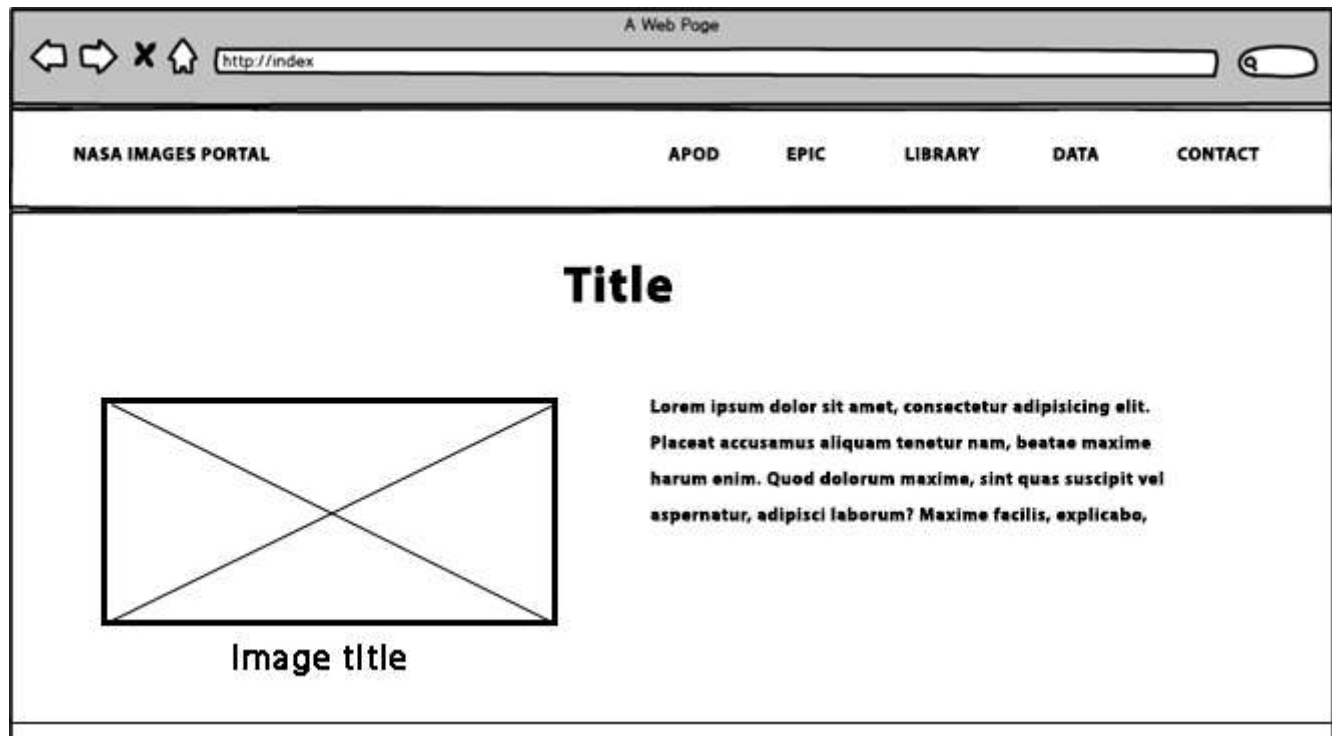 A Web Page
http://index
NASA IMAGES PORTAL APOD EPIC LIBRARY DATA CONTACT
Title
Lorem ipsum dolor sit amet, consectetur adipisicing elit.
Placeat accusamus aliquam tenetur nam, beatae maxime
harum enim. Quod dolorum maxime, sint quas suscipit vel
aspernatur, adipisci laborum? Maxime facilis, explicabo,
Image title